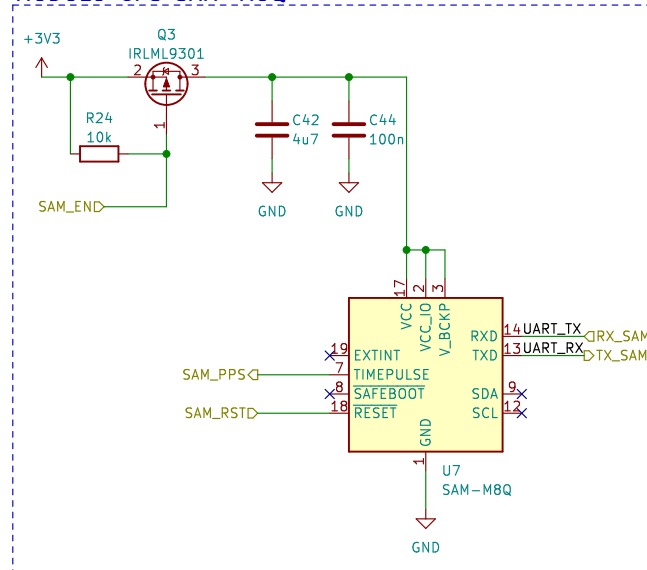 +3V3
Q3
IRLML9301
2
3
1
R24
10k
SAM_EN
C42
4u7
C44
100n
GND
GND
17
2
3
VCC
VCC_IO
V_BCKP
19
EXTINT
7
TIMEPULSE
8
SAFEBOOT
18
RESET
SAM_PPS
SAM_RST
RXD
14
UART_TX
RX_SAM
TXD
13
UART_RX
TX_SAM
SDA
9
SCL
12
GND
1
U7
SAM-M8Q
GND